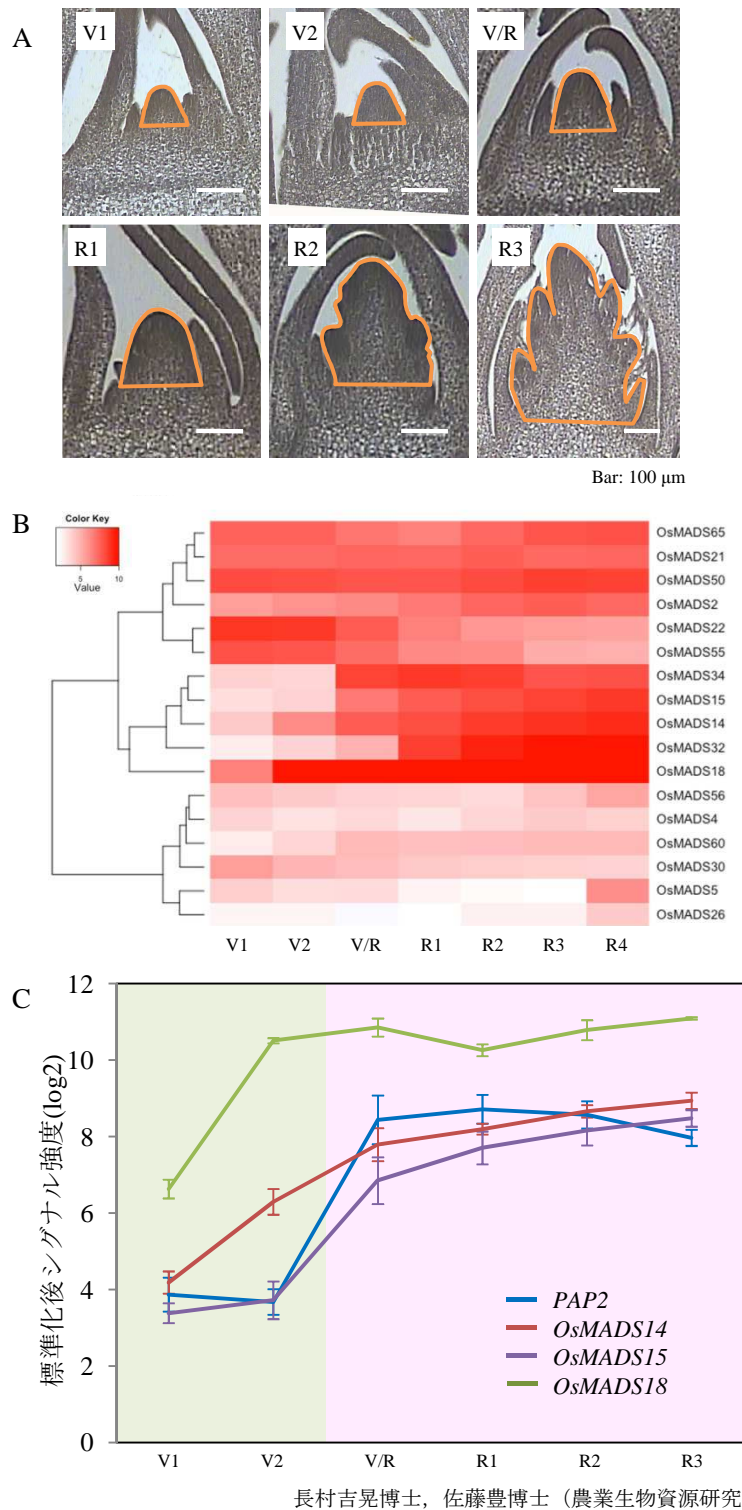 A
V1
V2
V/R
R1
R2
R3
Bar: 100 μm
B
Color Key
5
10
Value
OsMADS65
OsMADS21
OsMADS50
OsMADS2
OsMADS22
OsMADS55
OsMADS34
OsMADS15
OsMADS14
OsMADS32
OsMADS18
OsMADS56
OsMADS4
OsMADS60
OsMADS30
OsMADS5
OsMADS26
V1 V2 V/R R1 R2 R3 R4
C
標準化後シグナル強度(log2)
12
10
8
6
4
2
0
PAP2
OsMADS14
OsMADS15
OsMADS18
V1 V2 V/R R1 R2 R3
長村吉晃博士，佐藤豊博士（農業生物資源研究